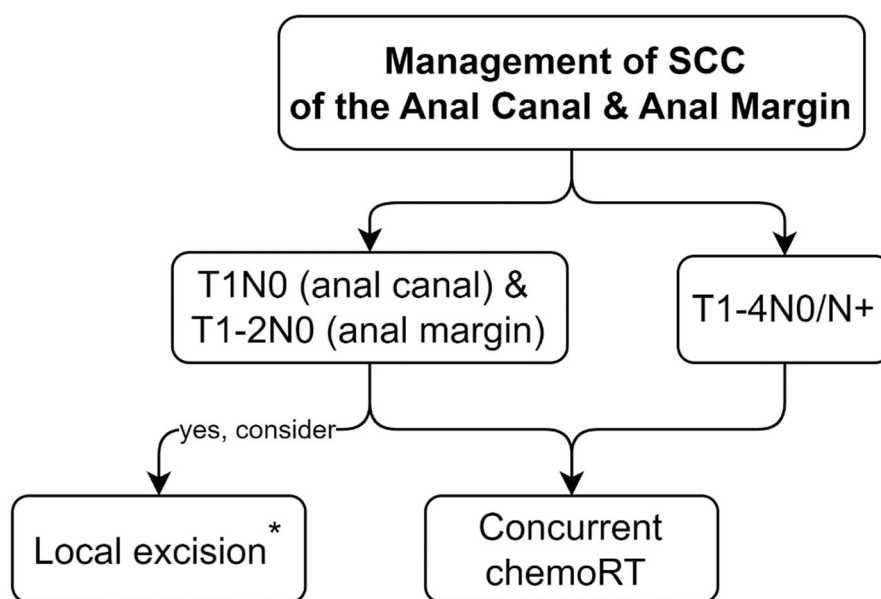 Management of SCC
of the Anal Canal & Anal Margin
T1N0 (anal canal) &
T1-2N0 (anal margin)
T1-4N0/N+
yes, consider
Local excision*
Concurrent
chemoRT